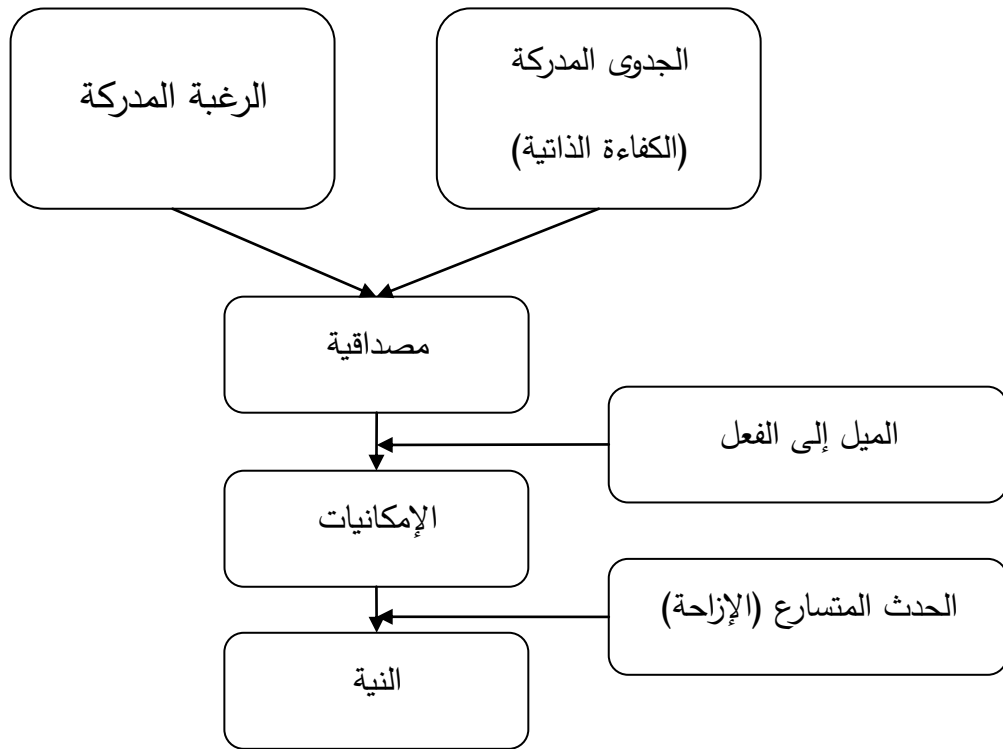 الجدوى المدركة
(الكفاءة الذاتية)
الرغبة المدركة
مصداقية
الميل إلى الفعل
الإمكانيات
الحدث المتسارع (الإزاحة)
النية